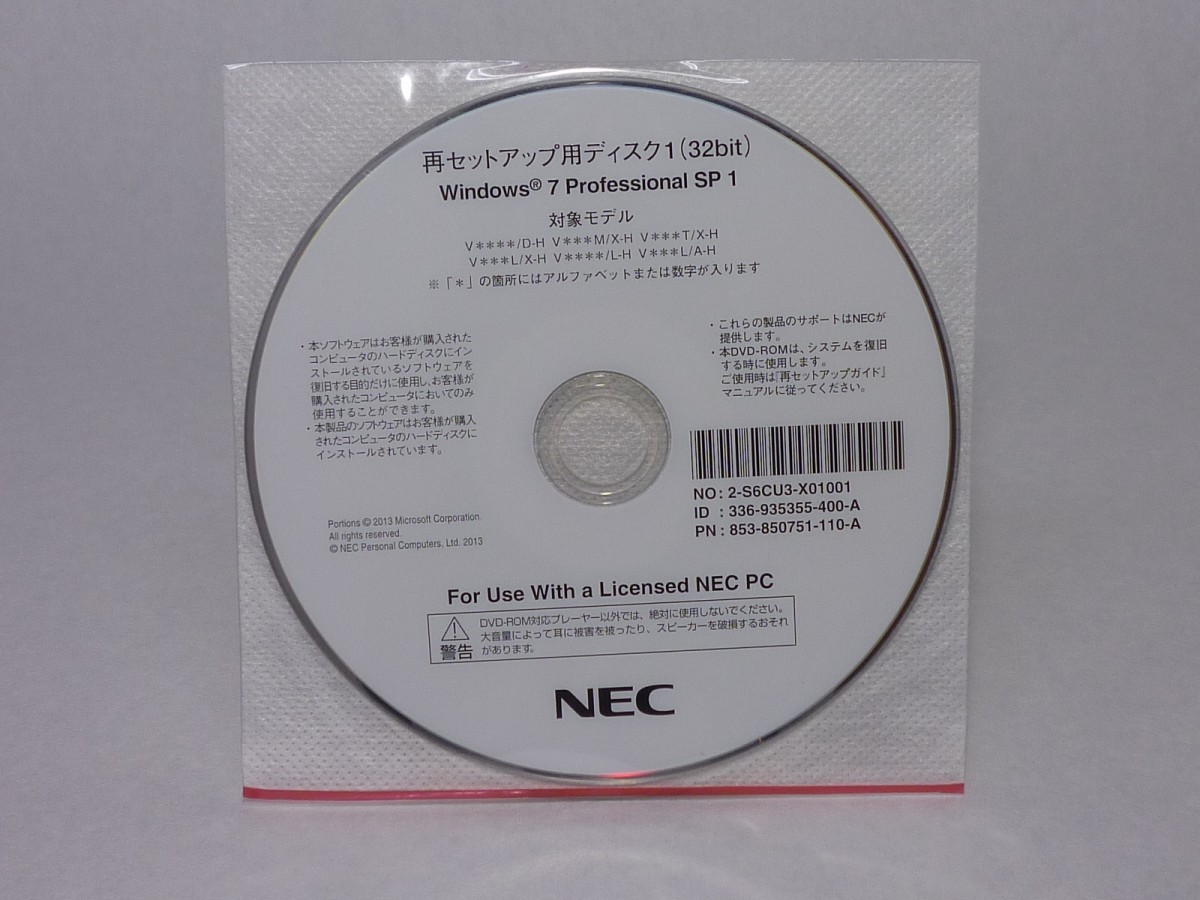 再セットアップ用ディスク1(32bit)
Windows® 7 Professional SP 1
対象モデル
V****/D-H V***M/X-H V***T/X-H
V***L/X-H V****/L-H V***L/A-H
※「*」の箇所にはアルファベットまたは数字が入ります
・本ソフトウェアはお客様が購入された
コンピュータのハードディスクにイン
ストールされているソフトウェアを
復旧する目的だけに使用し、お客様が
購入されたコンピュータにおいてのみ
使用することができます。
・本製品のソフトウェアはお客様が購入
されたコンピュータのハードディスクに
インストールされています。
・これらの製品のサポートはNECが
提供します。
・本DVD-ROMは、システムを復旧
する時に使用します。
ご使用時は『再セットアップガイド』
マニュアルに従ってください。
NO : 2-S6CU3-X01001
ID : 336-935355-400-A
PN : 853-850751-110-A
Portions © 2013 Microsoft Corporation.
All rights reserved.
© NEC Personal Computers, Ltd. 2013
For Use With a Licensed NEC PC
警告
DVD-ROM対応プレーヤー以外では、絶対に使用しないでください。
大音量によって耳に被害を被ったり、スピーカーを破損するおそれ
があります。
NEC